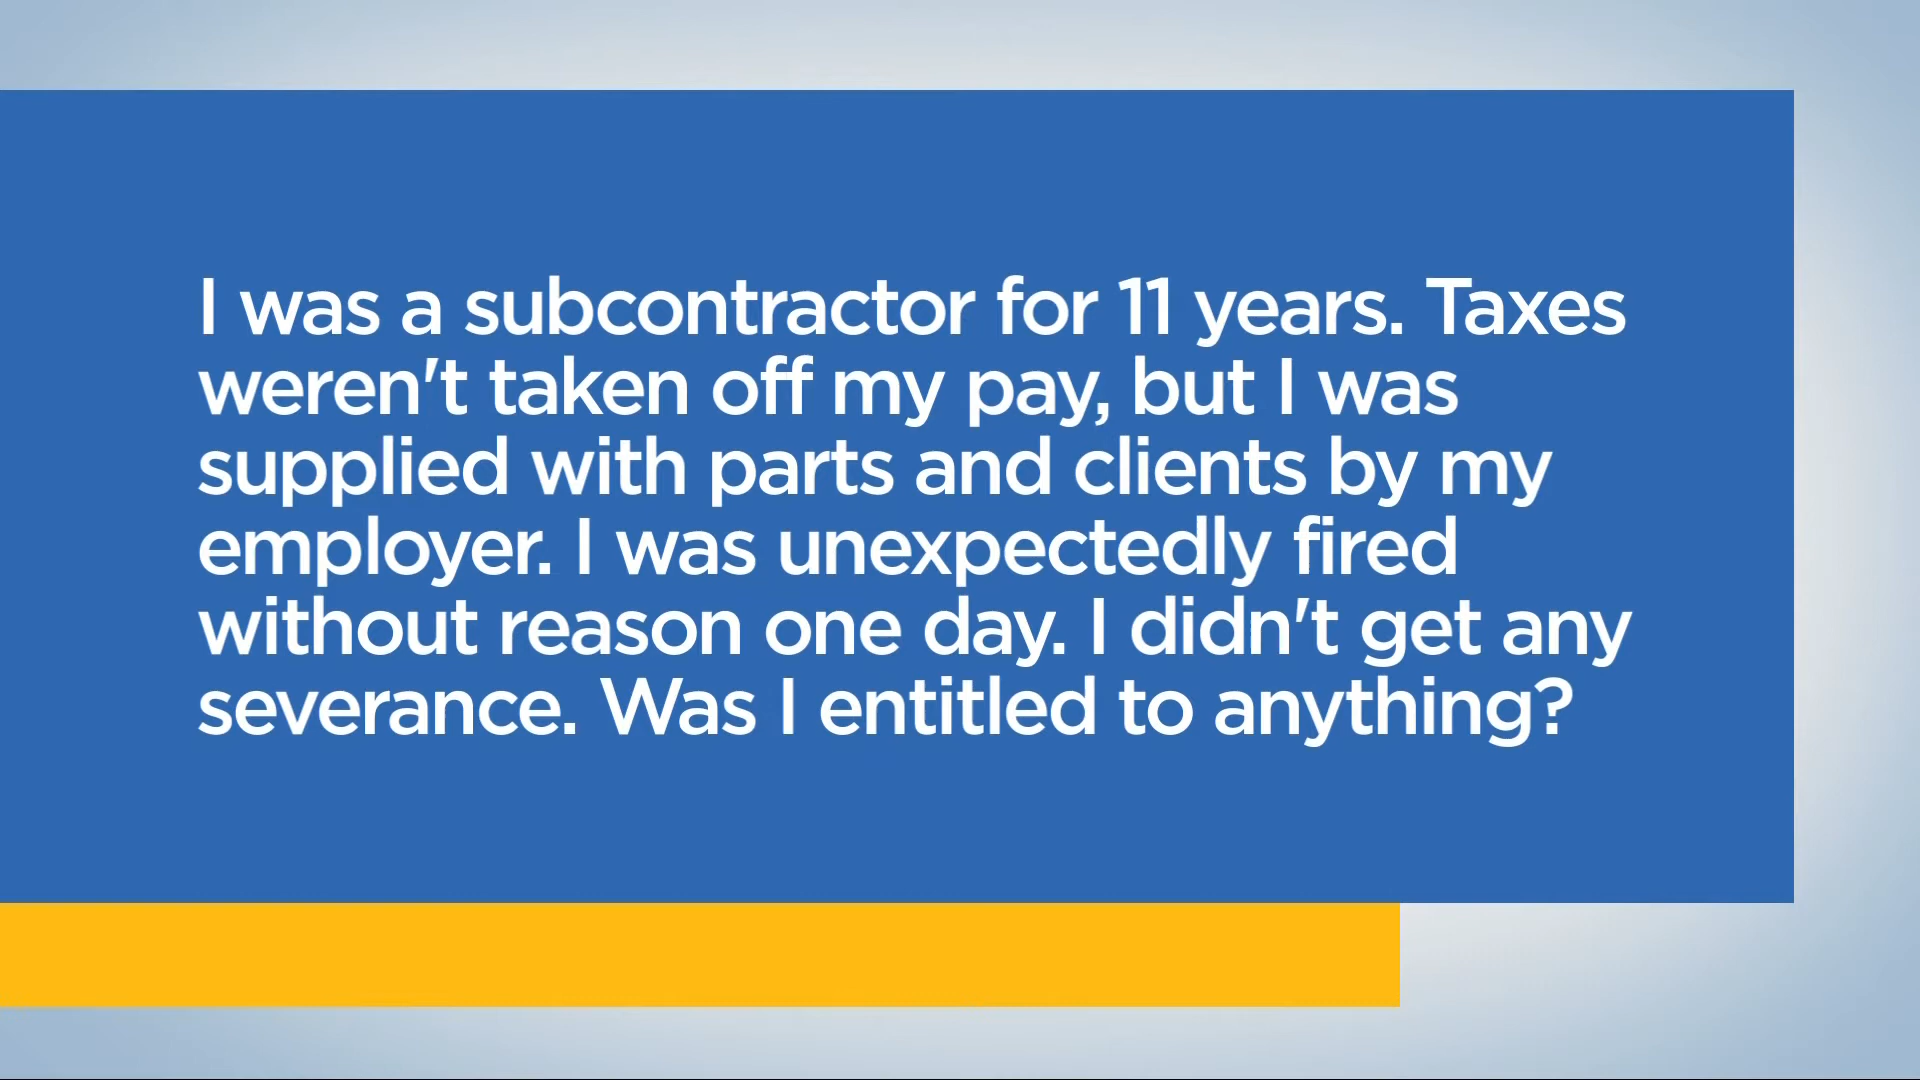 I was a subcontractor for 11 years. Taxes
weren't taken off my pay, but I was
supplied with parts and clients by my
employer. I was unexpectedly fired
without reason one day. I didn't get any
severance. Was I entitled to anything?